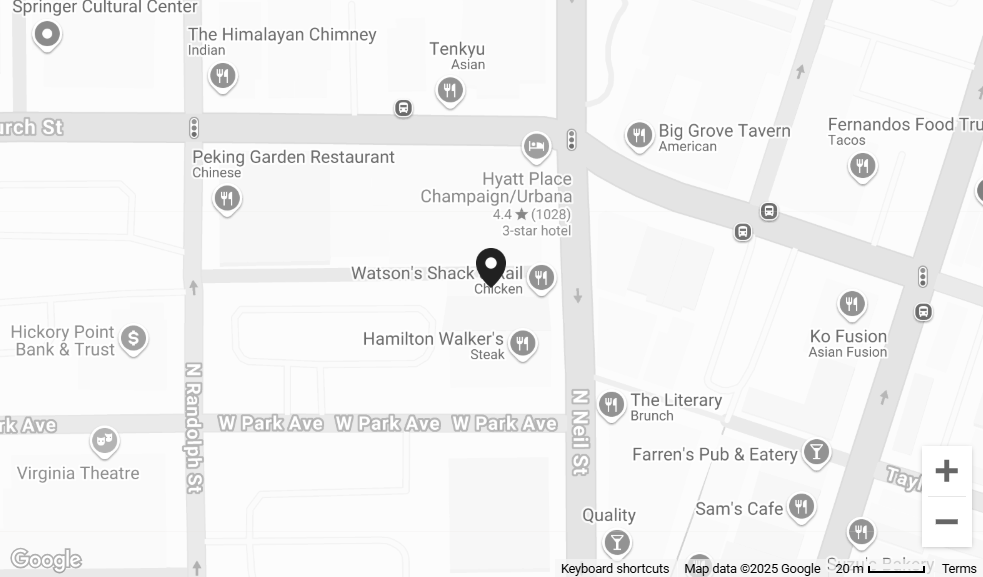 Springer Cultural Center
The Himalayan Chimney
Indian
Tenkyu
Asian
Church St
Big Grove Tavern
American
Fernandos Food Tru
Tacos
Peking Garden Restaurant
Chinese
Hyatt Place
Champaign/Urbana
4.4 ★ (1028)
3-star hotel
Watson's Shack Rail
Chicken
Hickory Point
Bank & Trust
Hamilton Walker's
Steak
Ko Fusion
Asian Fusion
N Randolph St
N Neil St
The Literary
Brunch
rk Ave
W Park Ave
W Park Ave
W Park Ave
Virginia Theatre
Farren's Pub & Eatery
Tayl
Sam's Cafe
Quality
Suzu's Bakery
Google
Keyboard shortcuts
Map data ©2025 Google
20 m
Terms